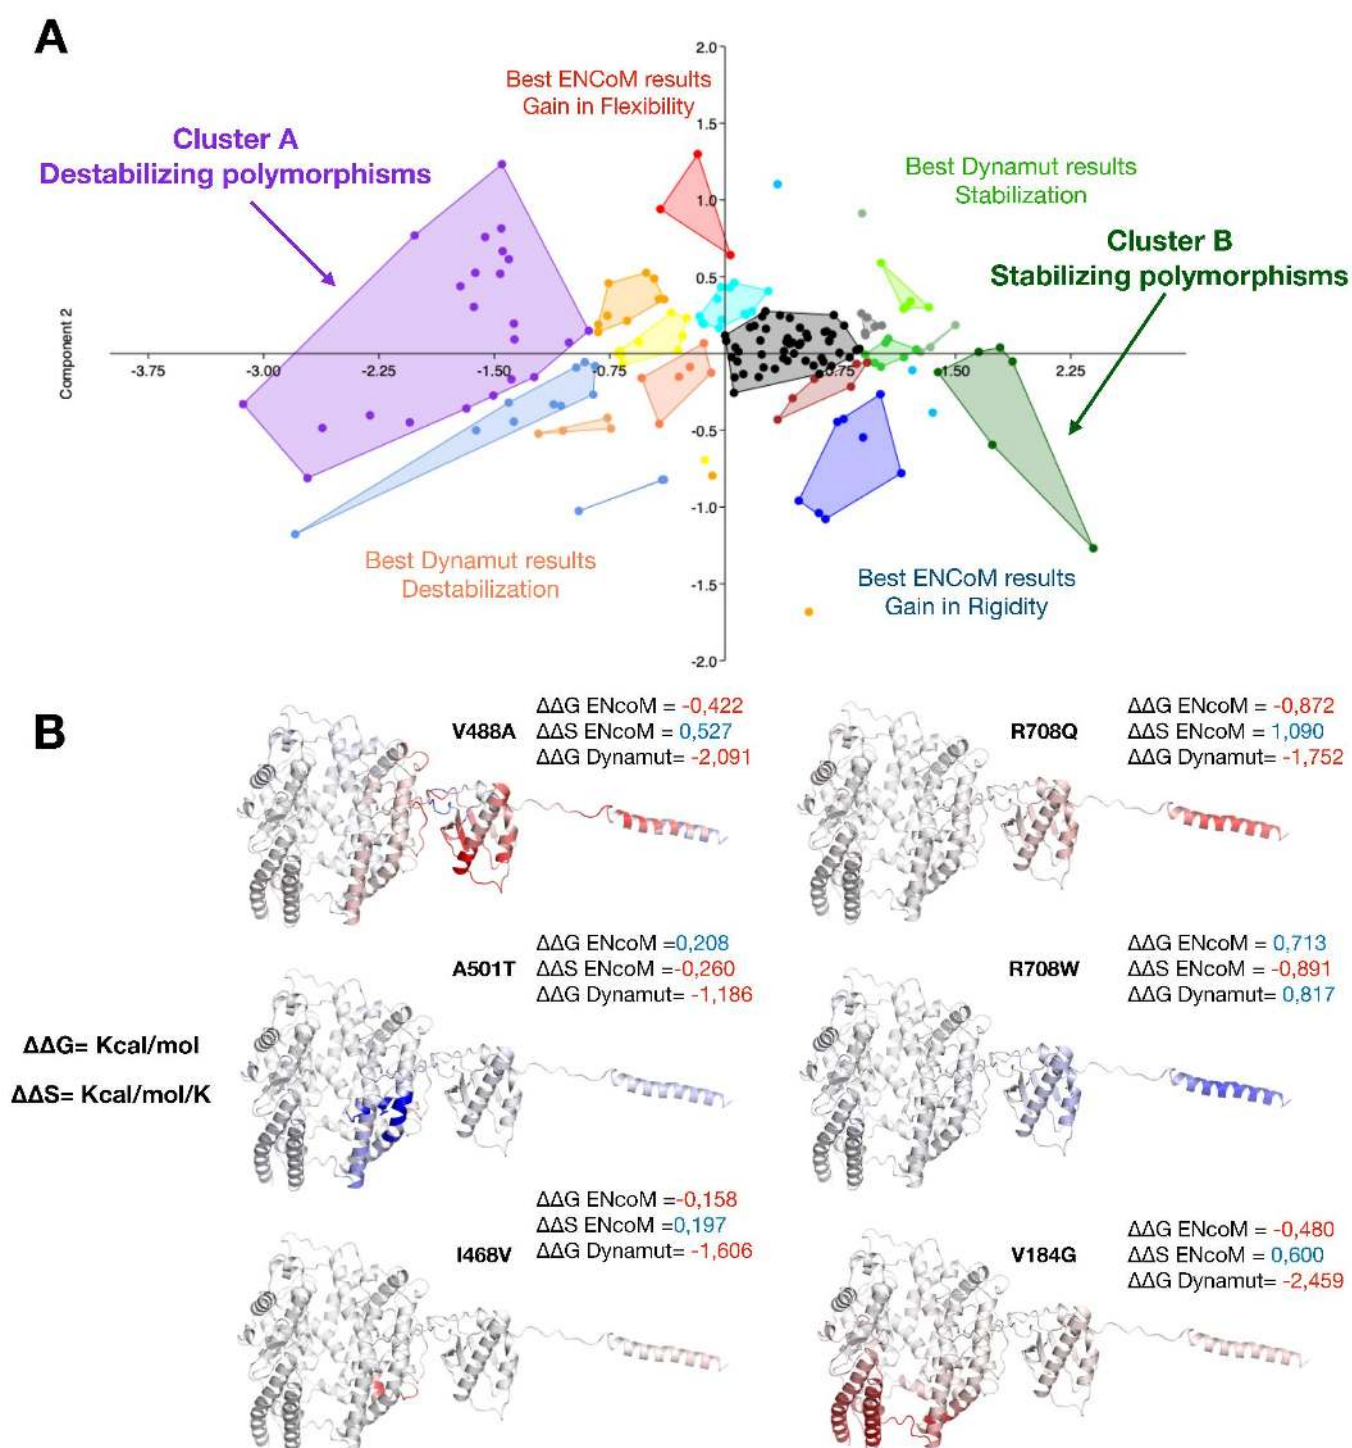 A
Best ENCoM results
Gain in Flexibility
Cluster A
Destabilizing polymorphisms
Best Dynamut results
Stabilization
Cluster B
Stabilizing polymorphisms
Component 2
2.0
1.5
1.0
0.5
-3.75
-3.00
-2.25
-1.50
-0.75
0.75
1.50
2.25
-0.5
-1.0
-1.5
-2.0
Best Dynamut results
Destabilization
Best ENCoM results
Gain in Rigidity
B
V488A
ΔΔG ENcoM = -0,422
ΔΔS ENcoM = 0,527
ΔΔG Dynamut= -2,091
R708Q
ΔΔG ENcoM = -0,872
ΔΔS ENcoM = 1,090
ΔΔG Dynamut= -1,752
A501T
ΔΔG ENcoM =0,208
ΔΔS ENcoM =-0,260
ΔΔG Dynamut= -1,186
R708W
ΔΔG ENcoM = 0,713
ΔΔS ENcoM = -0,891
ΔΔG Dynamut= 0,817
ΔΔG= Kcal/mol
ΔΔS= Kcal/mol/K
I468V
ΔΔG ENcoM =-0,158
ΔΔS ENcoM =0,197
ΔΔG Dynamut= -1,606
V184G
ΔΔG ENcoM = -0,480
ΔΔS ENcoM = 0,600
ΔΔG Dynamut= -2,459